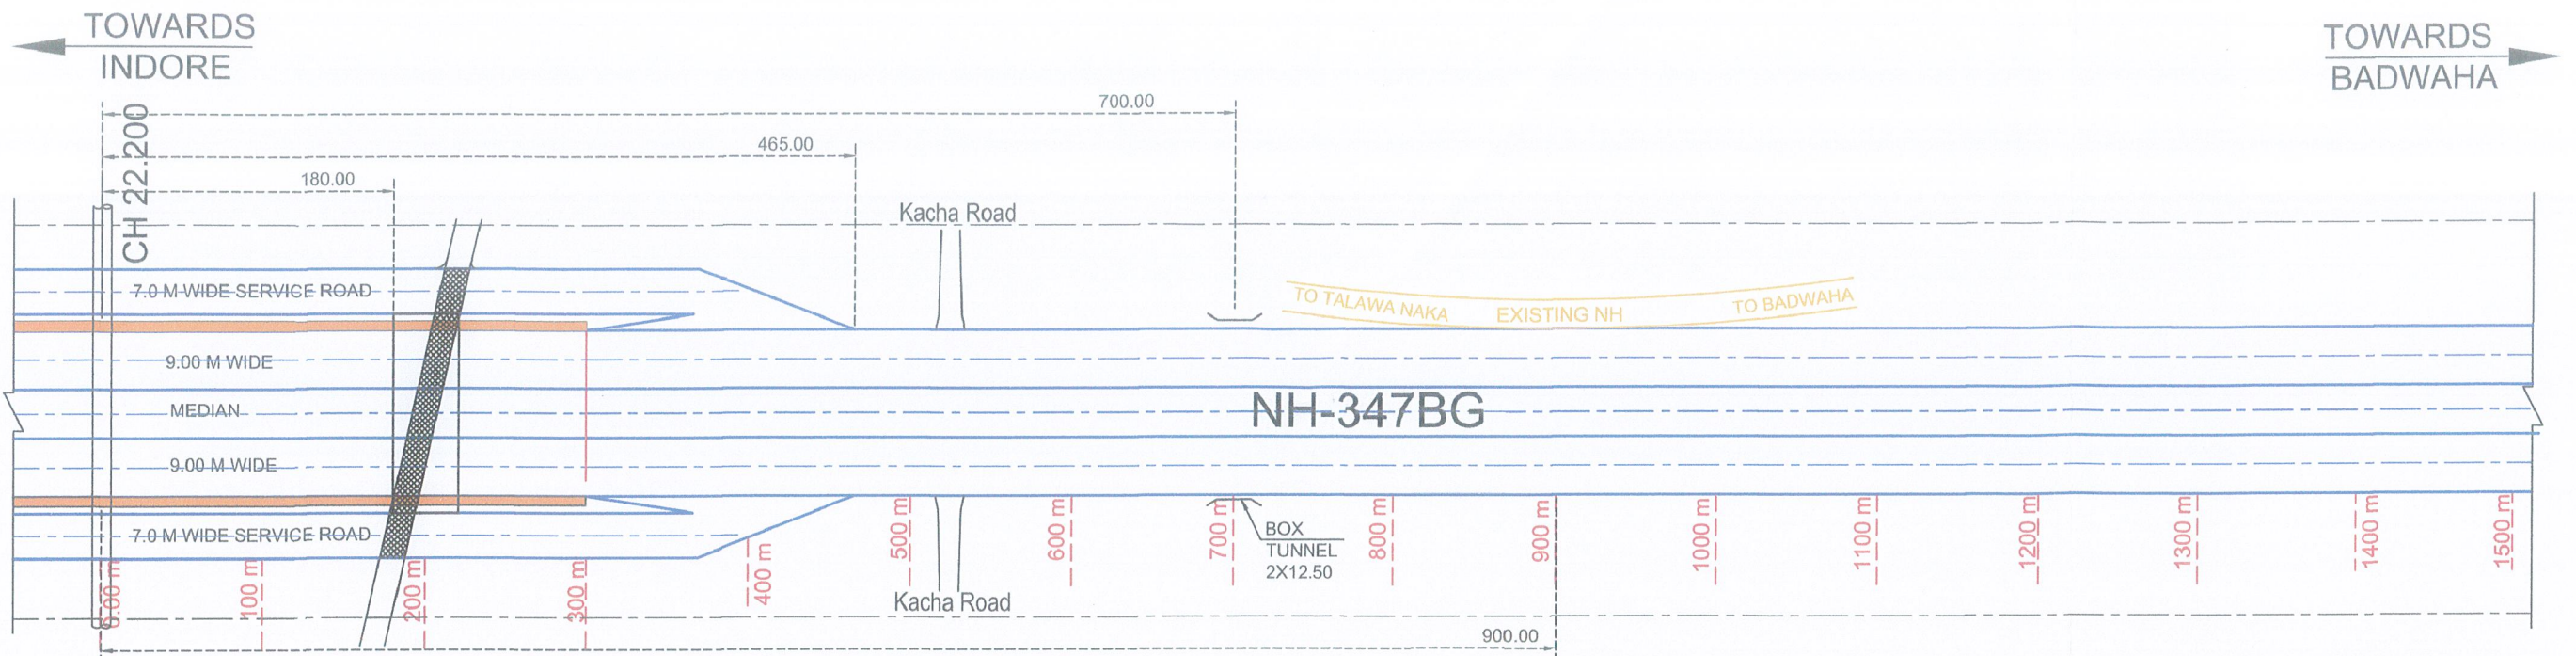 TOWARDS
INDORE
TOWARDS
BADWAHA
CH 22.200
700.00
465.00
180.00
Kacha Road
7.0 M WIDE SERVICE ROAD
TO TALAWA NAKA
EXISTING NH
TO BADWAHA
9.00 M WIDE
MEDIAN
NH-347BG
9.00 M WIDE
7.0 M WIDE SERVICE ROAD
BOX
TUNNEL
2X12.50
0.00 m
100 m
200 m
300 m
400 m
500 m
600 m
700 m
800 m
900 m
1000 m
1100 m
1200 m
1300 m
1400 m
1500 m
Kacha Road
900.00